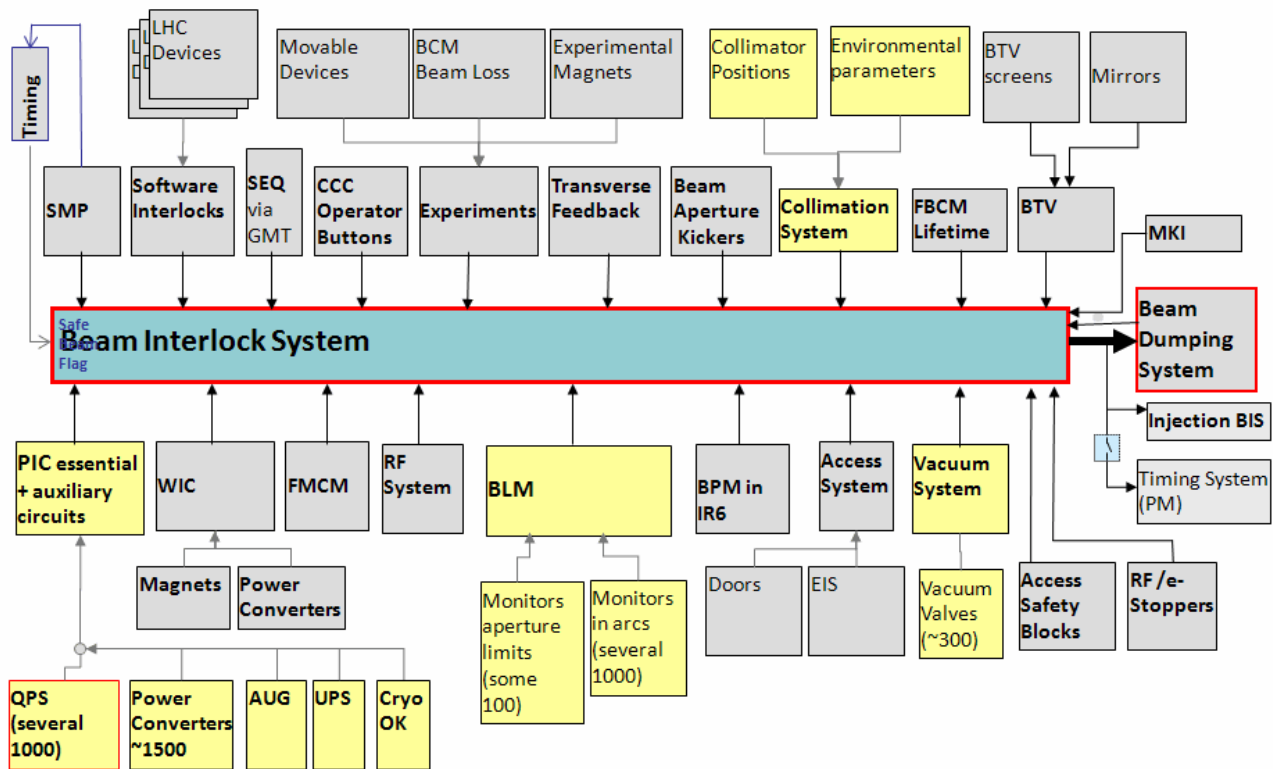 LHC
Devices
L
D
L
D
Timing
Movable
Devices
BCM
Beam Loss
Experimental
Magnets
Collimator
Positions
Environmental
parameters
BTV
screens
Mirrors
SMP
Software
Interlocks
SEQ
via
GMT
CCC
Operator
Buttons
Experiments
Transverse
Feedback
Beam
Aperture
Kickers
Collimation
System
FBCM
Lifetime
BTV
MKI
Safe
Beam
Flag
Beam Interlock System
Beam
Dumping
System
Injection BIS
Timing System
(PM)
PIC essential
+ auxiliary
circuits
WIC
FMCM
RF
System
BLM
BPM in
IR6
Access
System
Vacuum
System
Magnets
Power
Converters
Monitors
aperture
limits
(some
100)
Monitors
in arcs
(several
1000)
Doors
EIS
Vacuum
Valves
(~300)
Access
Safety
Blocks
RF /e-
Stoppers
QPS
(several
1000)
Power
Converters
~1500
AUG
UPS
Cryo
OK